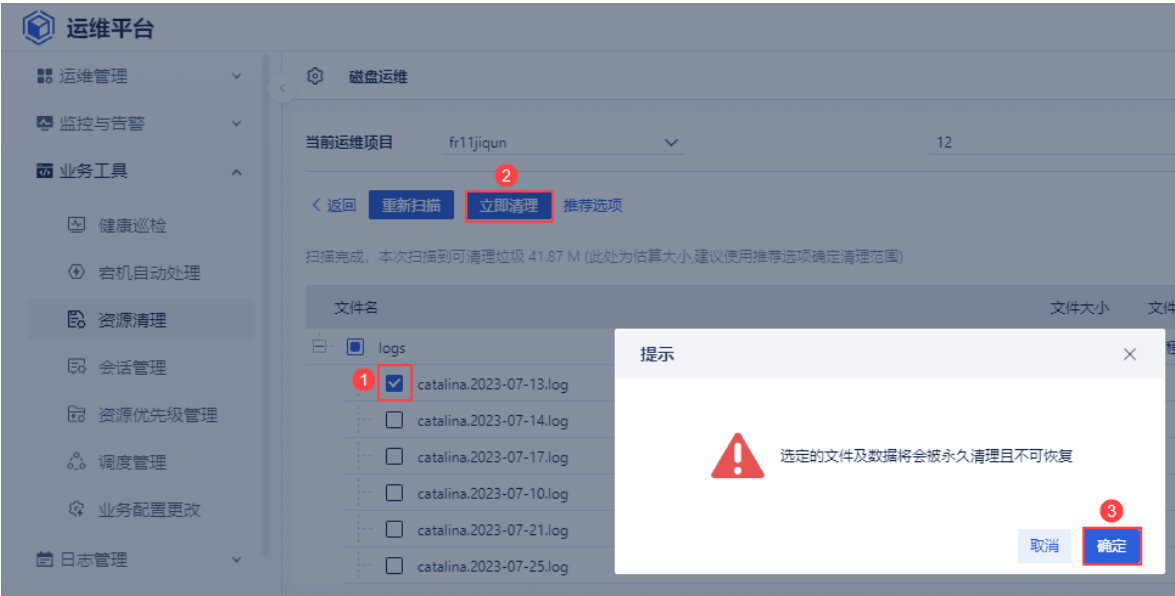 运维平台
运维管理
监控与告警
业务工具
健康巡检
宕机自动处理
资源清理
会话管理
资源优先级管理
调度管理
业务配置更改
日志管理
磁盘运维
当前运维项目 fr11jiqun 12
2
返回 重新扫描 立即清理 推荐选项
扫描完成，本次扫描到可清理垃圾 41.87 M (此处为估算大小,建议使用推荐选项确定清理范围)
文件名 文件大小 文件
logs
1 catalina.2023-07-13.log
catalina.2023-07-14.log
catalina.2023-07-17.log
catalina.2023-07-10.log
catalina.2023-07-21.log
catalina.2023-07-25.log
提示
选定的文件及数据将会被永久清理且不可恢复
3
取消 确定